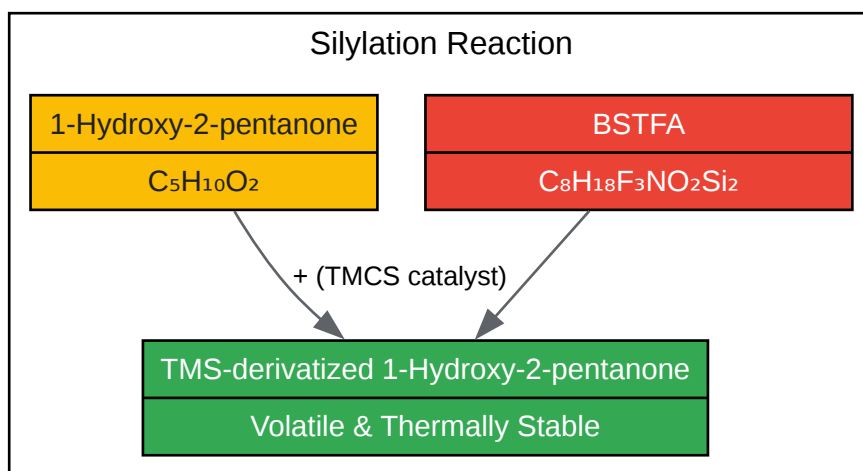 Silylation Reaction
1-Hydroxy-2-pentanone
C₅H₁₀O₂
BSTFA
C₈H₁₈F₃NO₂Si₂
+ (TMCS catalyst)
TMS-derivatized 1-Hydroxy-2-pentanone
Volatile & Thermally Stable